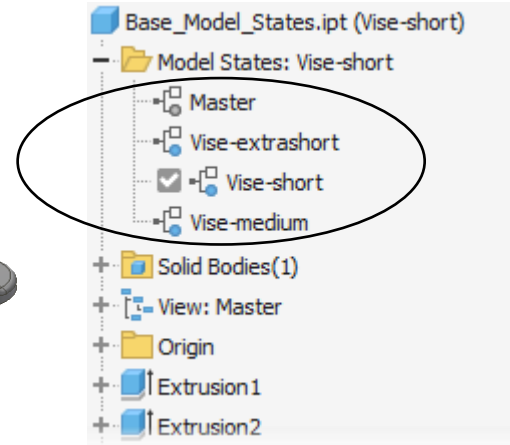 Base_Model_States.ipt (Vise-short)
Model States: Vise-short
Master
Vise-extrashort
Vise-short
Vise-medium
Solid Bodies(1)
View: Master
Origin
Extrusion1
Extrusion2